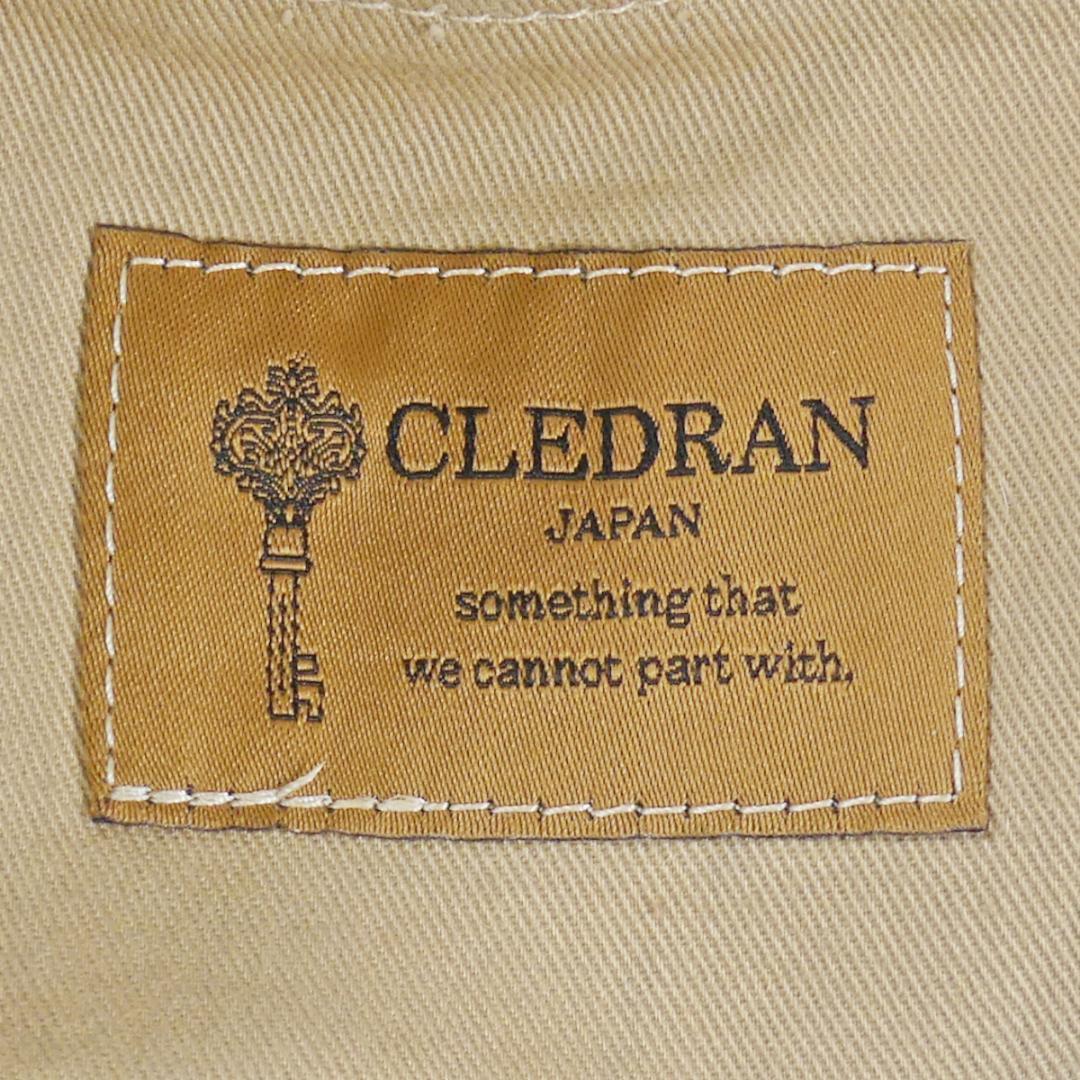 CLEDRAN
JAPAN
something that
we cannot part with,